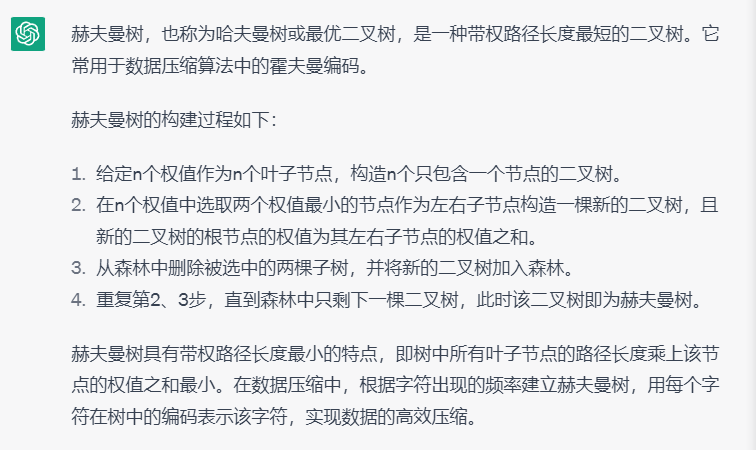 赫夫曼树，也称为哈夫曼树或最优二叉树，是一种带权路径长度最短的二叉树。它
常用于数据压缩算法中的霍夫曼编码。
赫夫曼树的构建过程如下：
1. 给定n个权值作为n个叶子节点，构造n个只包含一个节点的二叉树。
2. 在n个权值中选取两个权值最小的节点作为左右子节点构造一棵新的二叉树，且
新的二叉树的根节点的权值为其左右子节点的权值之和。
3. 从森林中删除被选中的两棵子树，并将新的二叉树加入森林。
4. 重复第2、3步，直到森林中只剩下一棵二叉树，此时该二叉树即为赫夫曼树。
赫夫曼树具有带权路径长度最小的特点，即树中所有叶子节点的路径长度乘上该节
点的权值之和最小。在数据压缩中，根据字符出现的频率建立赫夫曼树，用每个字
符在树中的编码表示该字符，实现数据的高效压缩。